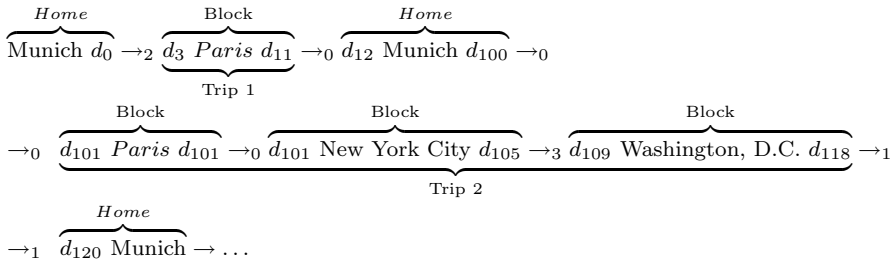 Home Block Home
Munich d0 →2 d3 Paris d11 →0 d12 Munich d100 →0
Trip 1
Block Block Block
→0 d101 Paris d101 →0 d101 New York City d105 →3 d109 Washington, D.C. d118 →1
Trip 2
Home
→1 d120 Munich → ...